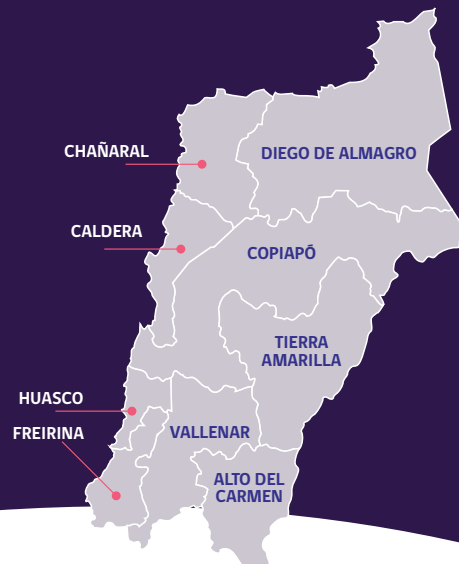 CHAÑARAL
DIEGO DE ALMAGRO
CALDERA
COPIAPÓ
TIERRA
AMARILLA
HUASCO
FREIRINA
VALLENAR
ALTO DEL
CARMEN